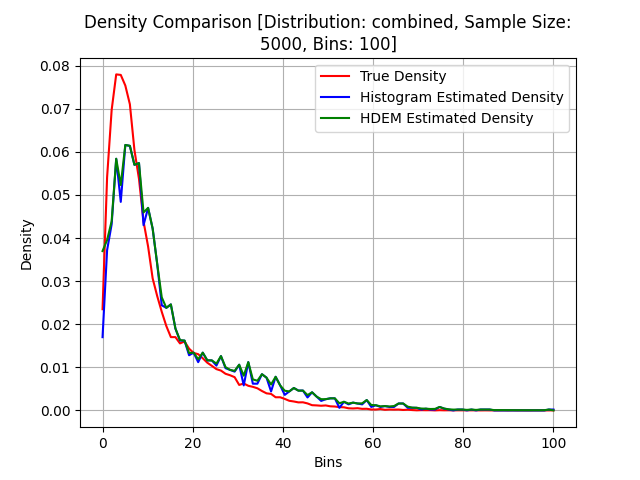 Density Comparison [Distribution: combined, Sample Size:
5000, Bins: 100]
True Density
Histogram Estimated Density
HDEM Estimated Density
Density
0.08
0.07
0.06
0.05
0.04
0.03
0.02
0.01
0.00
0
20
40
60
80
100
Bins